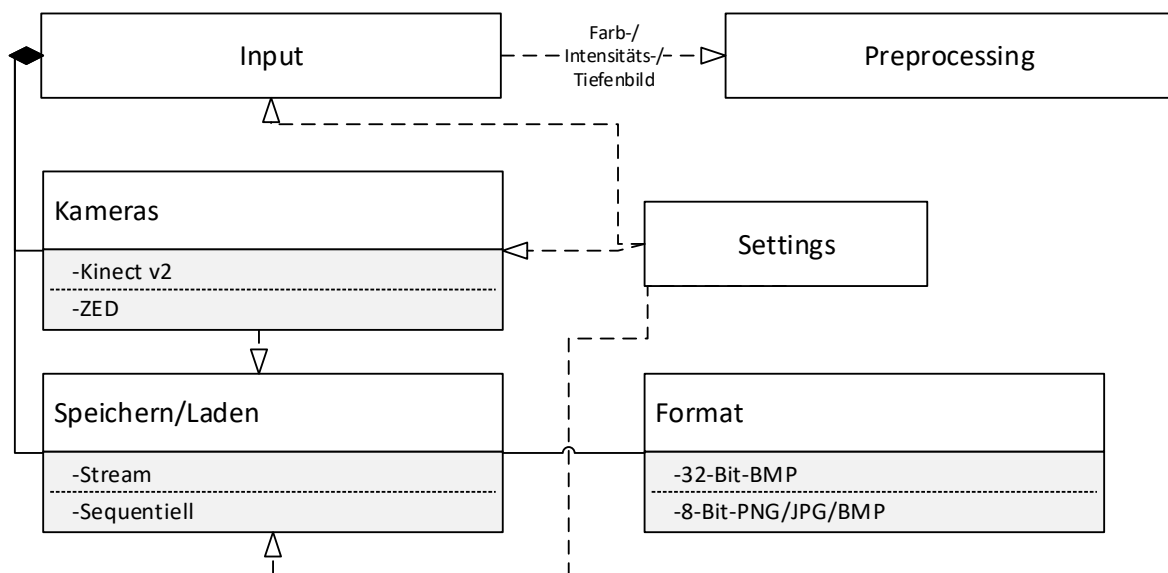 Input
Farb-/
Intensitäts-/
Tiefenbild
Preprocessing
Kameras
-Kinect v2
-ZED
Settings
Speichern/Laden
-Stream
-Sequentiell
Format
-32-Bit-BMP
-8-Bit-PNG/JPG/BMP